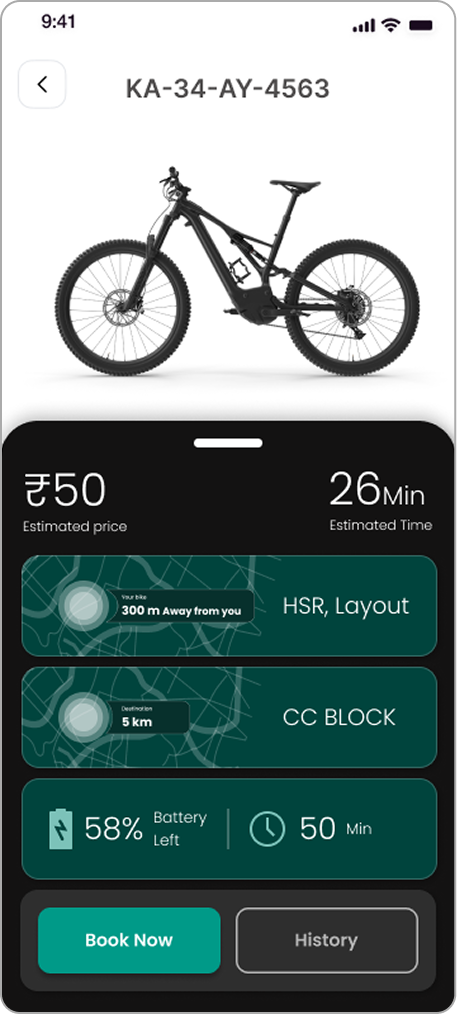 9:41
KA-34-AY-4563
₹50
Estimated price
26Min
Estimated Time
Your bike
300 m Away from you
HSR, Layout
Destination
5 km
CC BLOCK
58% Battery Left
50 Min
Book Now
History